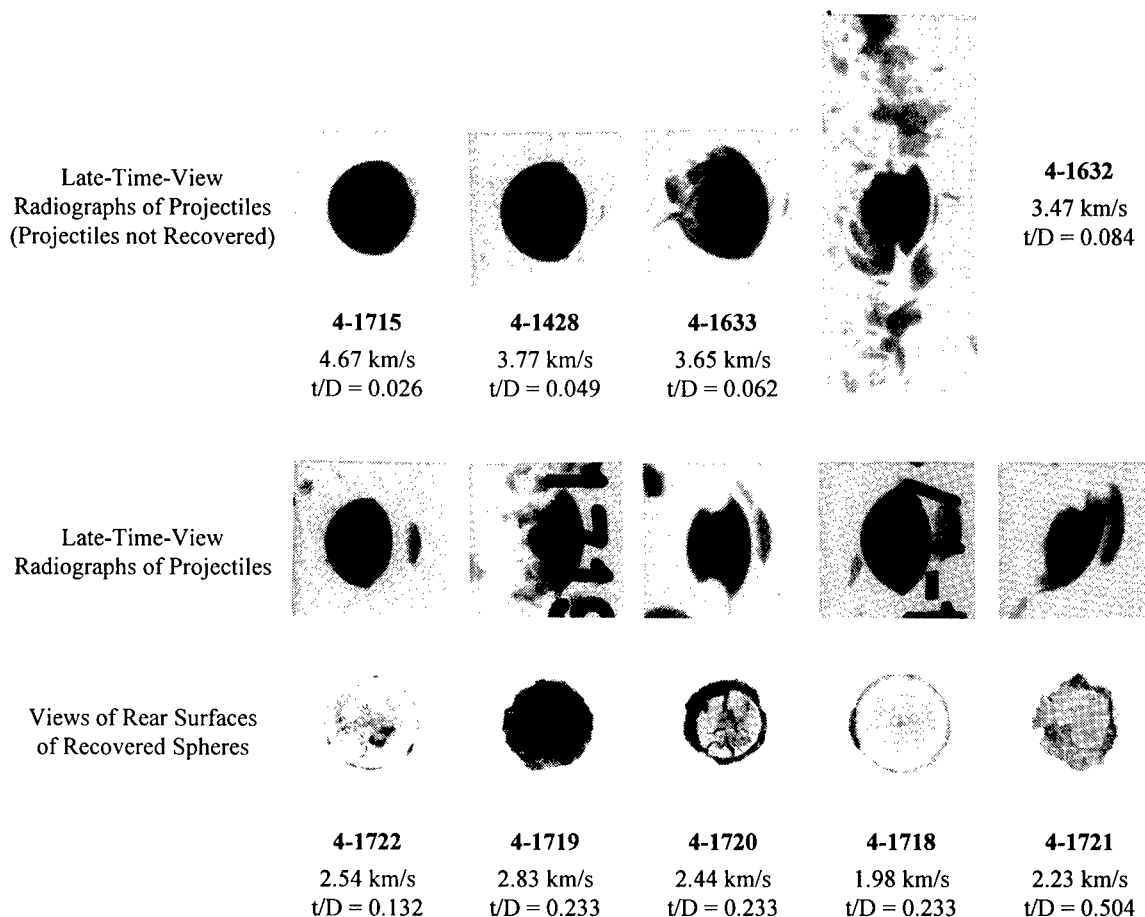 Late-Time-View
Radiographs of Projectiles
(Projectiles not Recovered)
4-1715
4.67 km/s
t/D = 0.026
4-1428
3.77 km/s
t/D = 0.049
4-1633
3.65 km/s
t/D = 0.062
4-1632
3.47 km/s
t/D = 0.084
Late-Time-View
Radiographs of Projectiles
Views of Rear Surfaces
of Recovered Spheres
4-1722
2.54 km/s
t/D = 0.132
4-1719
2.83 km/s
t/D = 0.233
4-1720
2.44 km/s
t/D = 0.233
4-1718
1.98 km/s
t/D = 0.233
4-1721
2.23 km/s
t/D = 0.504